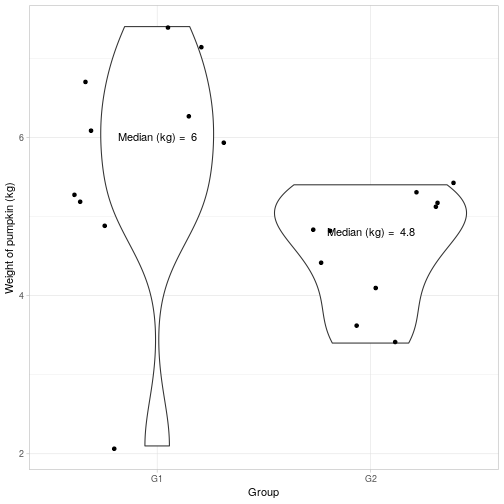 6
4
2
Weight of pumpkin (kg)
Median (kg) =  6
Median (kg) =  4.8
G1
G2
Group